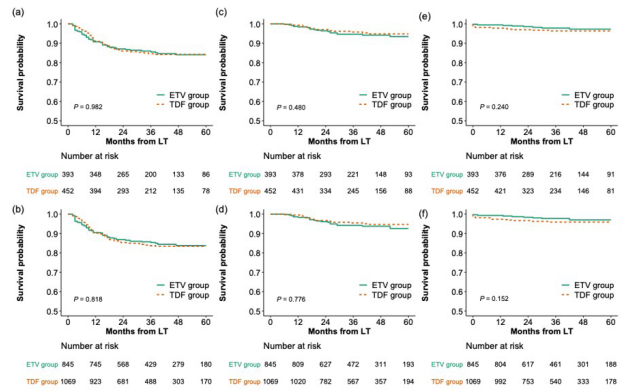 (a)
Survival probability
1.0
0.9
0.8
0.7
0.6
0.5
P = 0.982
ETV group
TDF group
0 12 24 36 48 60
Months from LT
Number at risk
ETV group 393 348 265 200 133 86
TDF group 452 394 293 212 135 78
(c)
Survival probability
1.0
0.9
0.8
0.7
0.6
0.5
P = 0.480
ETV group
TDF group
0 12 24 36 48 60
Months from LT
Number at risk
393 378 293 221 148 93
452 431 334 245 156 88
(e)
Survival probability
1.0
0.9
0.8
0.7
0.6
0.5
P = 0.240
ETV group
TDF group
0 12 24 36 48 60
Months from LT
Number at risk
ETV group 393 376 289 216 144 91
TDF group 452 421 323 234 146 81
(b)
Survival probability
1.0
0.9
0.8
0.7
0.6
0.5
P = 0.818
ETV group
TDF group
0 12 24 36 48 60
Months from LT
Number at risk
ETV group 845 745 568 429 279 180
TDF group 1069 923 681 488 303 170
(d)
Survival probability
1.0
0.9
0.8
0.7
0.6
0.5
P = 0.776
ETV group
TDF group
0 12 24 36 48 60
Months from LT
Number at risk
ETV group 845 809 627 472 311 193
TDF group 1069 1020 782 567 357 194
(f)
Survival probability
1.0
0.9
0.8
0.7
0.6
0.5
P = 0.152
ETV group
TDF group
0 12 24 36 48 60
Months from LT
Number at risk
ETV group 845 804 617 461 301 188
TDF group 1069 992 753 540 333 178